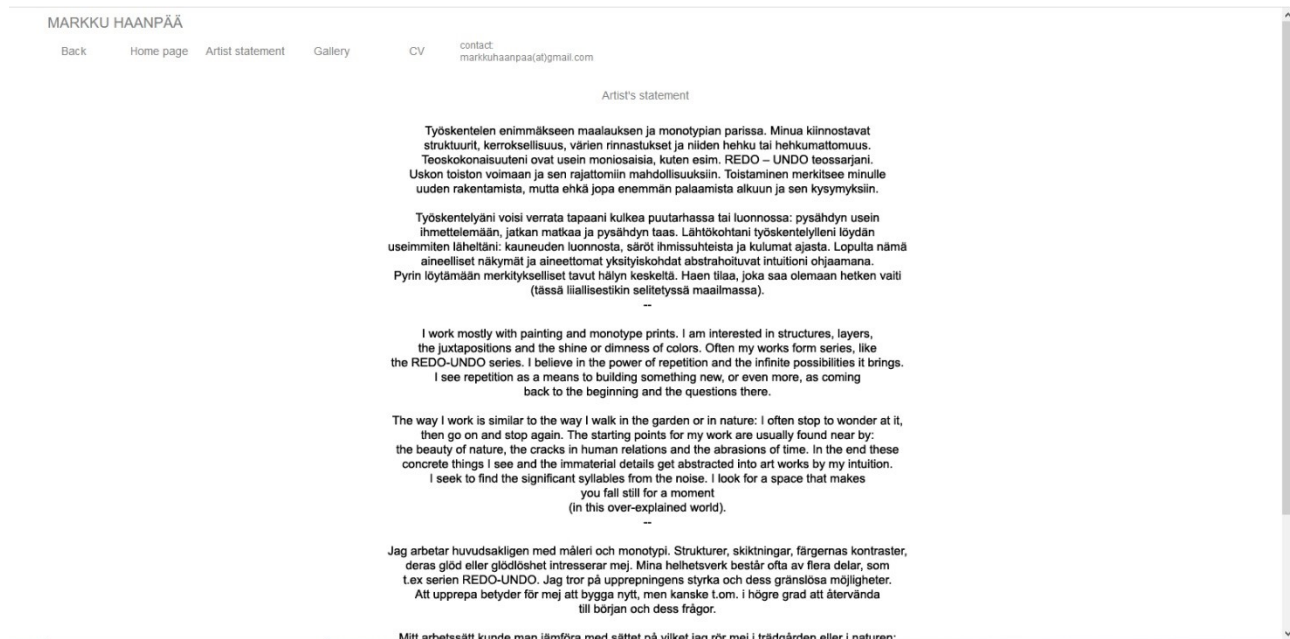 MARKKU HAANPÄÄ
Back Home page Artist statement Gallery CV contact:
markkuhaanpaa(at)gmail.com
Artist's statement
Työskentelen enimmäkseen maalauksen ja monotypian parissa. Minua kiinnostavat
struktuurit, kerroksellisuus, värien rinnastukset ja niiden hehku tai hehkumattomuus.
Teoskokonaisuuteni ovat usein moniosaisia, kuten esim. REDO – UNDO teossarjani.
Uskon toiston voimaan ja sen rajattomiin mahdollisuuksiin. Toistaminen merkitsee minulle
uuden rakentamista, mutta ehkä jopa enemmän palaamista alkuun ja sen kysymyksiin.
Työskentelyäni voisi verrata tapaani kulkea puutarhassa tai luonnossa: pysähdyn usein
ihmettelemään, jatkan matkaa ja pysähdyn taas. Lähtökohtani työskentelylleni löydän
useimmiten läheltäni: kauneuden luonnosta, säröt ihmissuhteista ja kulumat ajasta. Lopulta nämä
aineelliset näkymät ja aineettomat yksityiskohdat abstrahoituvat intuitioni ohjaamana.
Pyrin löytämään merkitykselliset tavut hälyn keskeltä. Haen tilaa, joka saa olemaan hetken vaiti
(tässä liiallisestikin selitetyssä maailmassa).
--
I work mostly with painting and monotype prints. I am interested in structures, layers,
the juxtapositions and the shine or dimness of colors. Often my works form series, like
the REDO-UNDO series. I believe in the power of repetition and the infinite possibilities it brings.
I see repetition as a means to building something new, or even more, as coming
back to the beginning and the questions there.
The way I work is similar to the way I walk in the garden or in nature: I often stop to wonder at it,
then go on and stop again. The starting points for my work are usually found near by:
the beauty of nature, the cracks in human relations and the abrasions of time. In the end these
concrete things I see and the immaterial details get abstracted into art works by my intuition.
I seek to find the significant syllables from the noise. I look for a space that makes
you fall still for a moment
(in this over-explained world).
--
Jag arbetar huvudsakligen med måleri och monotypi. Strukturer, skiktningar, färgernas kontraster,
deras glöd eller glödlöshet intresserar mej. Mina helhetsverk består ofta av flera delar, som
t.ex serien REDO-UNDO. Jag tror på upprepningens styrka och dess gränslösa möjligheter.
Att upprepa betyder för mej att bygga nytt, men kanske t.om. i högre grad att återvända
till början och dess frågor.
Mitt arbetssätt kunde man jämföra med sättet på vilket jag rör mej i trädgården eller i naturen: